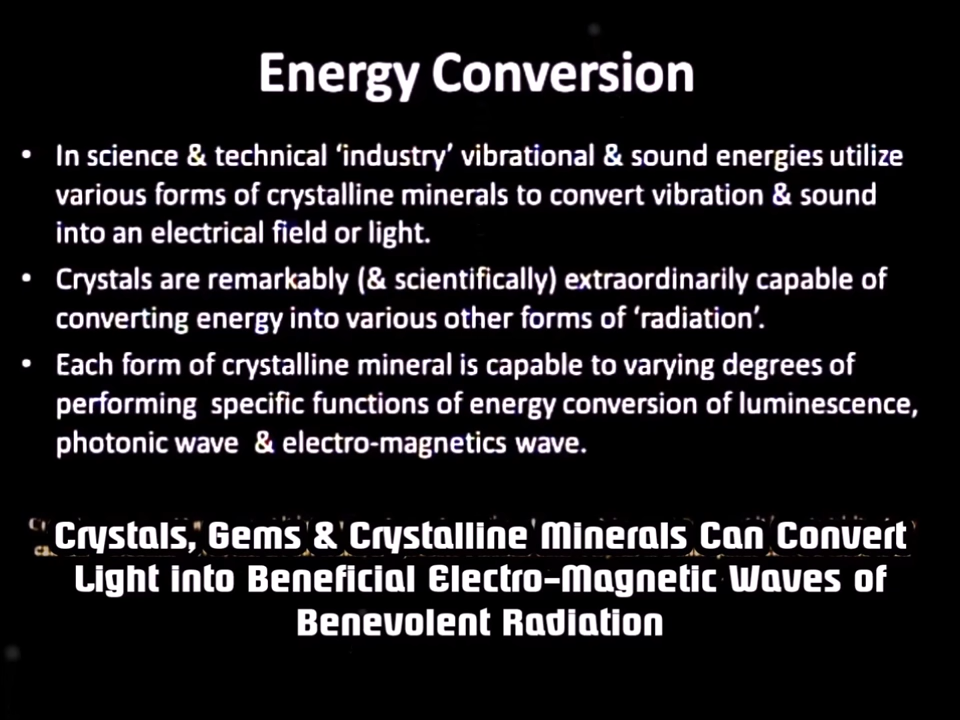 Energy Conversion
• In science & technical ‘industry’ vibrational & sound energies utilize
various forms of crystalline minerals to convert vibration & sound
into an electrical field or light.
• Crystals are remarkably (& scientifically) extraordinarily capable of
converting energy into various other forms of ‘radiation’.
• Each form of crystalline mineral is capable to varying degrees of
performing  specific functions of energy conversion of luminescence,
photonic wave  & electro-magnetics wave.
Crystals, Gems & Crystalline Minerals Can Convert
Light into Beneficial Electro-Magnetic Waves of
Benevolent Radiation